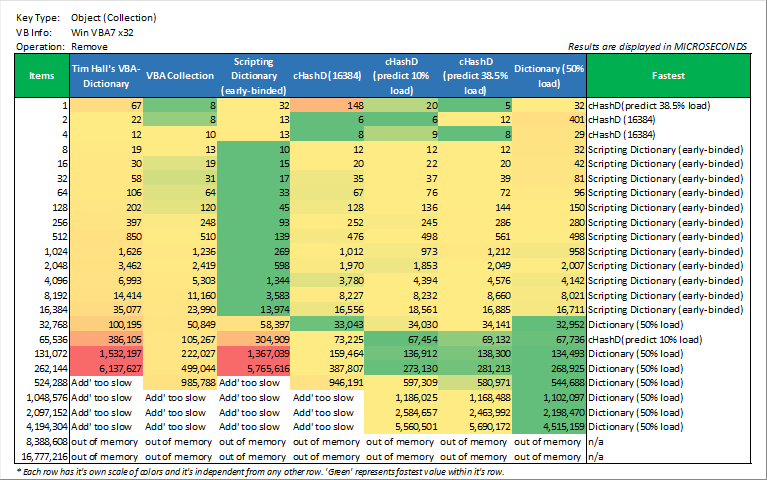 Key Type: Object (Collection)
VB Info: Win VBA7 x32
Operation: Remove Results are displayed in MICROSECONDS
Items Tim Hall's VBA-Dictionary VBA Collection Scripting Dictionary (early-binded) cHashD (16384) cHashD (predict 10% load) cHashD (predict 38.5% load) Dictionary (50% load) Fastest
1 67 8 32 148 20 5 32 cHashD(predict 38.5% load)
2 22 8 13 6 6 12 401 cHashD (16384)
4 12 10 13 8 9 8 29 cHashD (16384)
8 19 13 10 12 12 12 32 Scripting Dictionary (early-binded)
16 30 19 15 20 22 20 42 Scripting Dictionary (early-binded)
32 58 31 17 35 37 39 81 Scripting Dictionary (early-binded)
64 106 64 33 67 76 72 96 Scripting Dictionary (early-binded)
128 202 120 45 128 136 144 150 Scripting Dictionary (early-binded)
256 397 248 93 252 245 286 280 Scripting Dictionary (early-binded)
512 850 510 139 476 498 561 498 Scripting Dictionary (early-binded)
1,024 1,626 1,236 269 1,012 973 1,212 958 Scripting Dictionary (early-binded)
2,048 3,462 2,419 598 1,970 1,853 2,049 2,007 Scripting Dictionary (early-binded)
4,096 6,993 5,303 1,344 3,780 4,394 4,576 4,142 Scripting Dictionary (early-binded)
8,192 14,414 11,160 3,583 8,227 8,232 8,660 8,021 Scripting Dictionary (early-binded)
16,384 35,077 23,990 13,974 16,556 18,561 16,885 16,711 Scripting Dictionary (early-binded)
32,768 100,195 50,849 58,397 33,043 34,030 34,141 32,952 Dictionary (50% load)
65,536 386,105 105,267 304,909 73,225 67,454 69,132 67,736 cHashD(predict 10% load)
131,072 1,532,197 222,027 1,367,039 159,464 136,912 138,300 134,493 Dictionary (50% load)
262,144 6,137,627 499,044 5,765,616 387,807 273,130 281,213 268,925 Dictionary (50% load)
524,288 Add' too slow 985,788 Add' too slow 946,191 597,309 580,971 544,688 Dictionary (50% load)
1,048,576 Add' too slow Add' too slow Add' too slow Add' too slow 1,186,025 1,168,488 1,102,097 Dictionary (50% load)
2,097,152 Add' too slow Add' too slow Add' too slow Add' too slow 2,584,657 2,463,992 2,198,470 Dictionary (50% load)
4,194,304 Add' too slow Add' too slow Add' too slow Add' too slow 5,560,501 5,690,172 4,515,159 Dictionary (50% load)
8,388,608 out of memory out of memory out of memory out of memory out of memory out of memory out of memory n/a
16,777,216 out of memory out of memory out of memory out of memory out of memory out of memory out of memory n/a
* Each row has it's own scale of colors and it's independent from any other row. 'Green' represents fastest value within it's row.